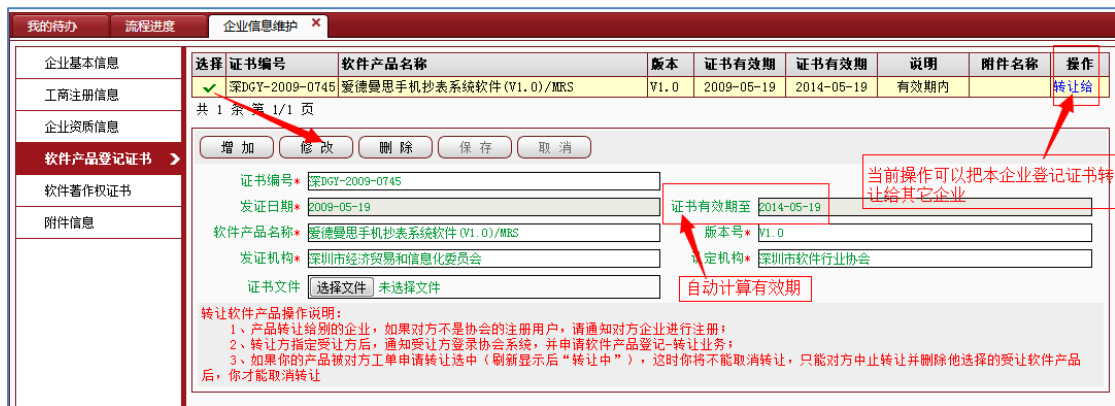 我的待办 流程进度 企业信息维护 ×
企业基本信息
工商注册信息
企业资质信息
软件产品登记证书
软件著作权证书
附件信息
选择 证书编号 软件产品名称 版本 证书有效期 证书有效期 说明 附件名称 操作
深DGY-2009-0745 爱德曼思手机抄表系统软件(V1.0)/MRS V1.0 2009-05-19 2014-05-19 有效期内 转让给
共 1 条 第 1/1 页
增 加 修 改 删 除 保 存 取 消
当前操作可以把本企业登记证书转
让给其它企业
证书编号* 深DGY-2009-0745
发证日期* 2009-05-19 证书有效期至 2014-05-19
软件产品名称* 爱德曼思手机抄表系统软件(V1.0)/MRS 版本号* V1.0
发证机构* 深圳市经济贸易和信息化委员会 定机构* 深圳市软件行业协会
证书文件 选择文件 未选择文件
自动计算有效期
转让软件产品操作说明：
1、产品转让给别的企业，如果对方不是协会的注册用户，请通知对方企业进行注册；
2、转让方指定受让方后，通知受让方登录协会系统，并申请软件产品登记-转让业务；
3、如果你的产品被对方工单申请转让选中（刷新显示后“转让中”），这时你将不能取消转让，只能对方中止转让并删除他选择的受让软件产品
后，你才能取消转让